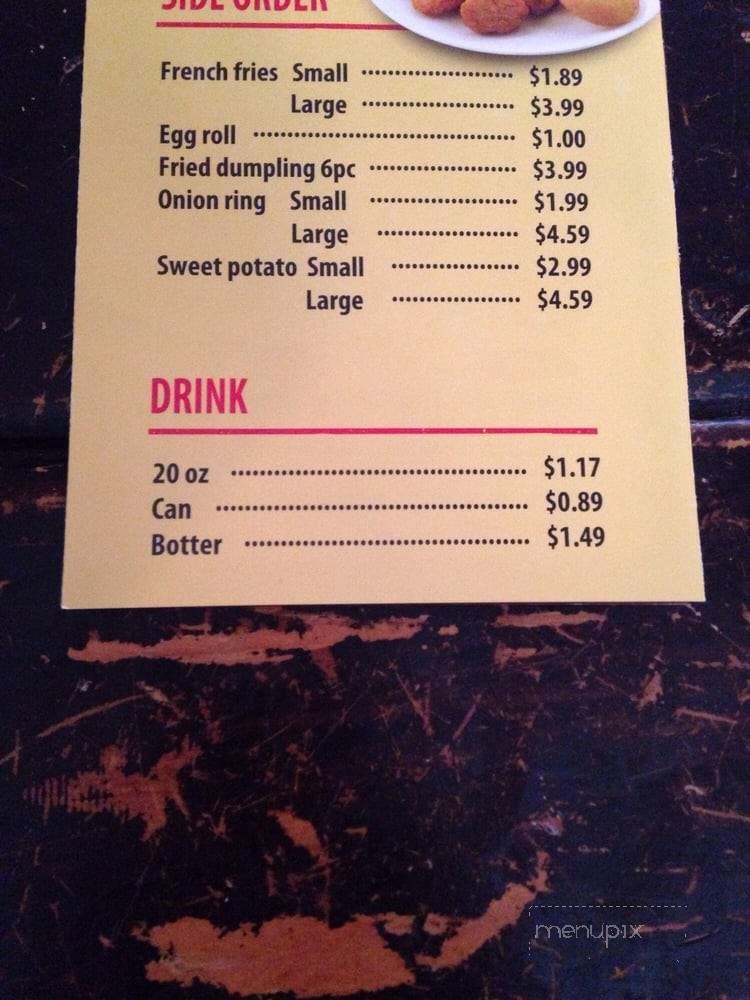 SIDE ORDER
French fries Small ........................ $1.89
Large ........................ $3.99
Egg roll ........................ $1.00
Fried dumpling 6pc ........................ $3.99
Onion ring Small ........................ $1.99
Large ........................ $4.59
Sweet potato Small ........................ $2.99
Large ........................ $4.59
DRINK
20 oz ........................ $1.17
Can ........................ $0.89
Botter ........................ $1.49
menupix